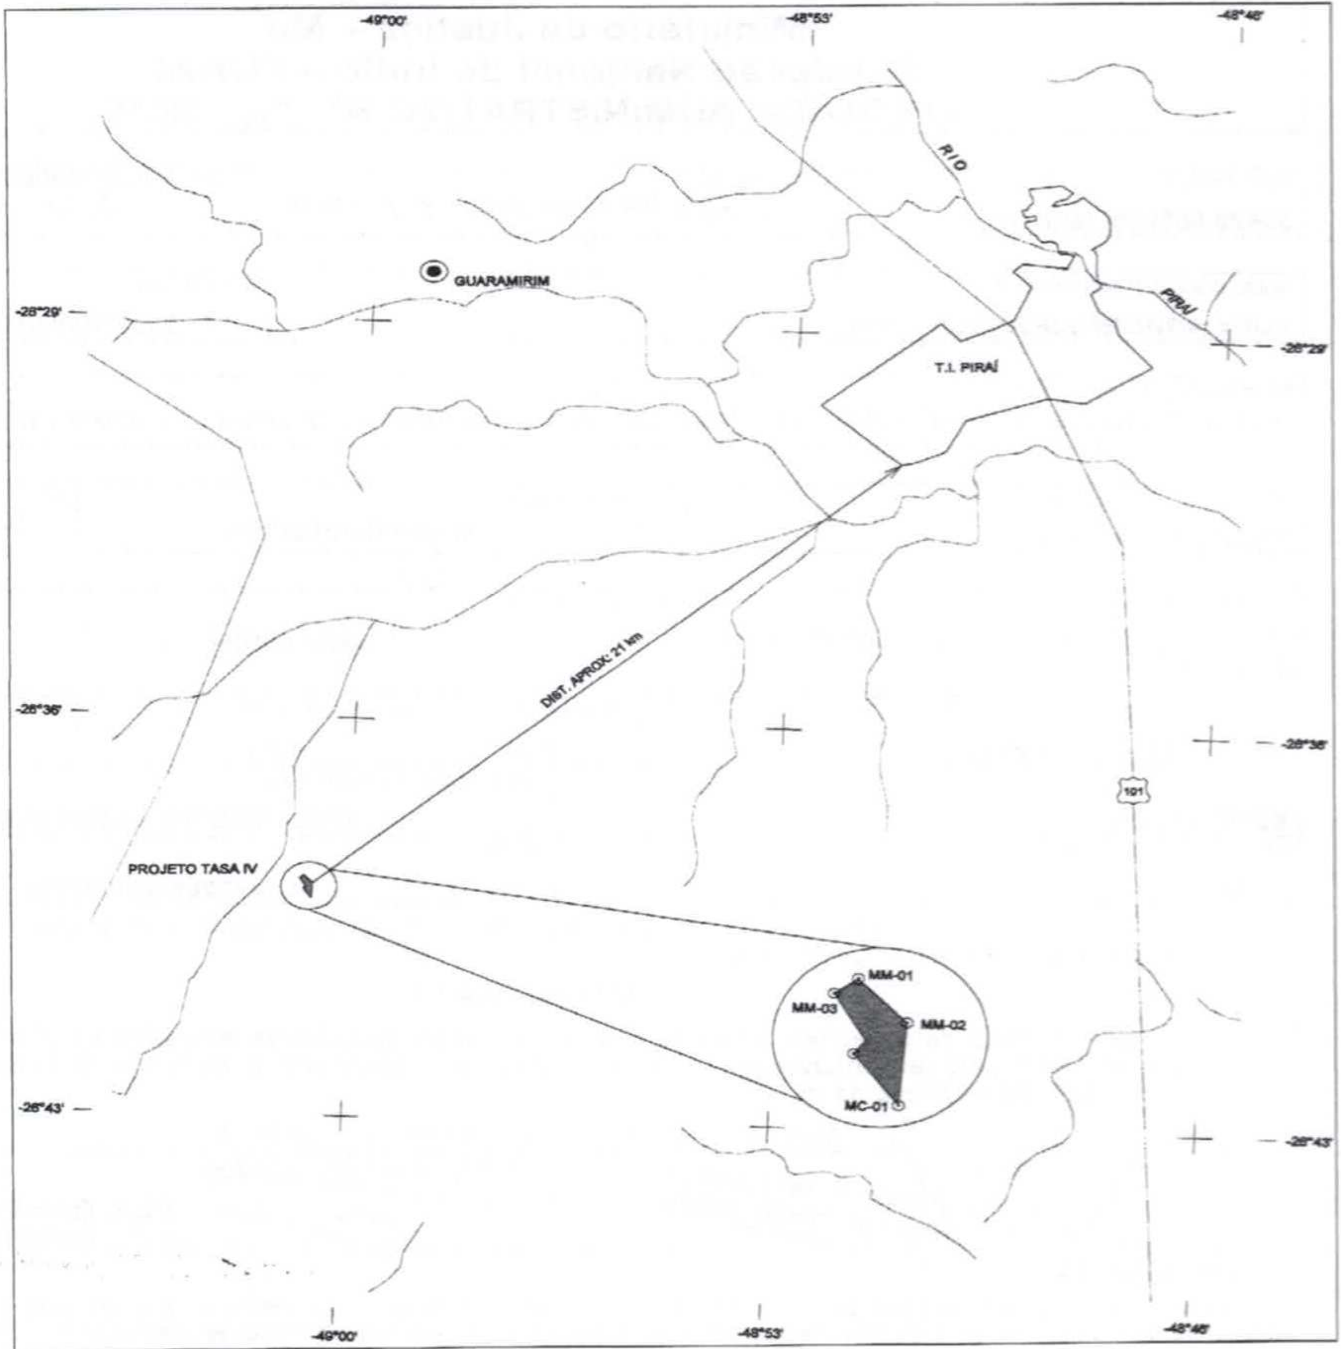 -49°00'
-48°53'
-48°46'
RIO
GUARAMIRIM
PIRAÍ
-26°29'
-26°29'
T.I. PIRAÍ
DIST. APROX: 21 km
-26°36'
-26°36'
101
PROJETO TASA IV
MM-01
MM-03
MM-02
MC-01
-26°43'
-26°43'
-49°00'
-48°53'
-48°46'